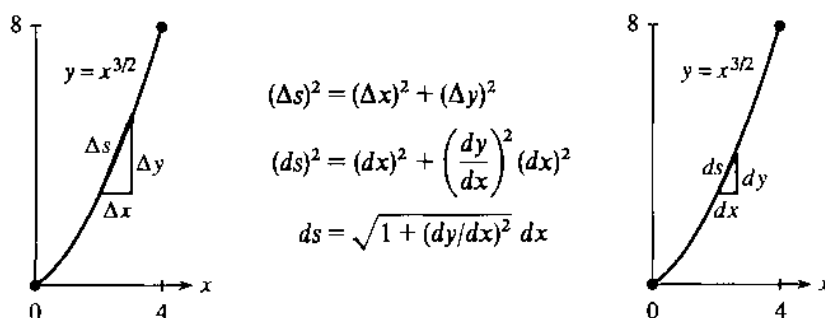 8
y = x^{3/2}
Δs
Δy
Δx
x
0
4
(Δs)² = (Δx)² + (Δy)²
(ds)² = (dx)² + (dy/dx)² (dx)²
ds = √(1 + (dy/dx)²) dx
8
y = x^{3/2}
ds
dy
dx
x
0
4